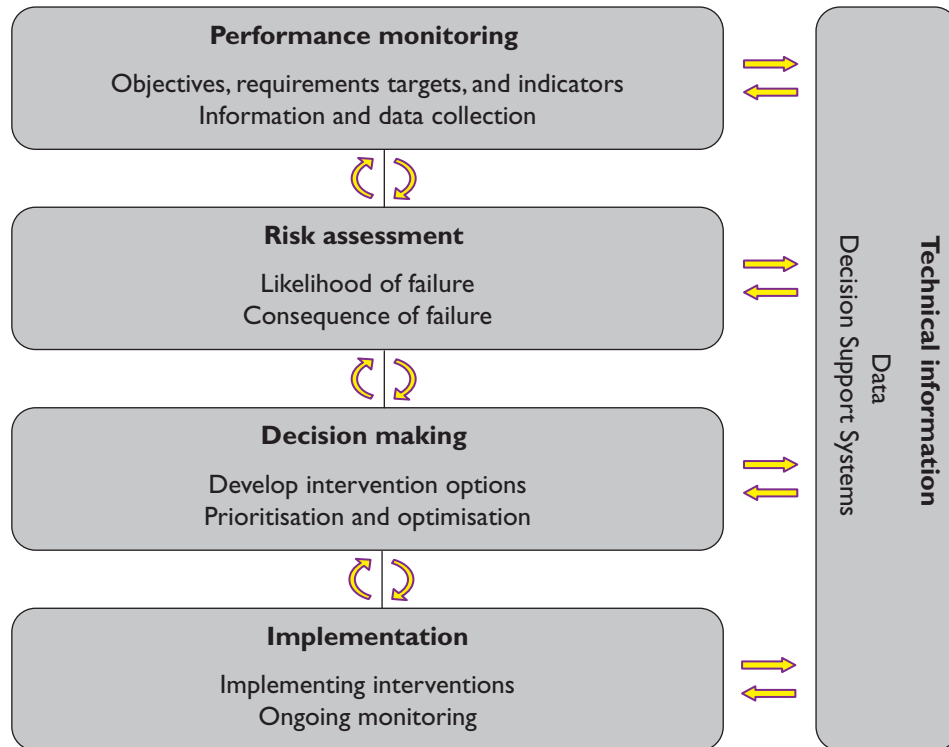 Performance monitoring
Objectives, requirements targets, and indicators
Information and data collection
Risk assessment
Likelihood of failure
Consequence of failure
Decision making
Develop intervention options
Prioritisation and optimisation
Implementation
Implementing interventions
Ongoing monitoring
Technical information
Data
Decision Support Systems